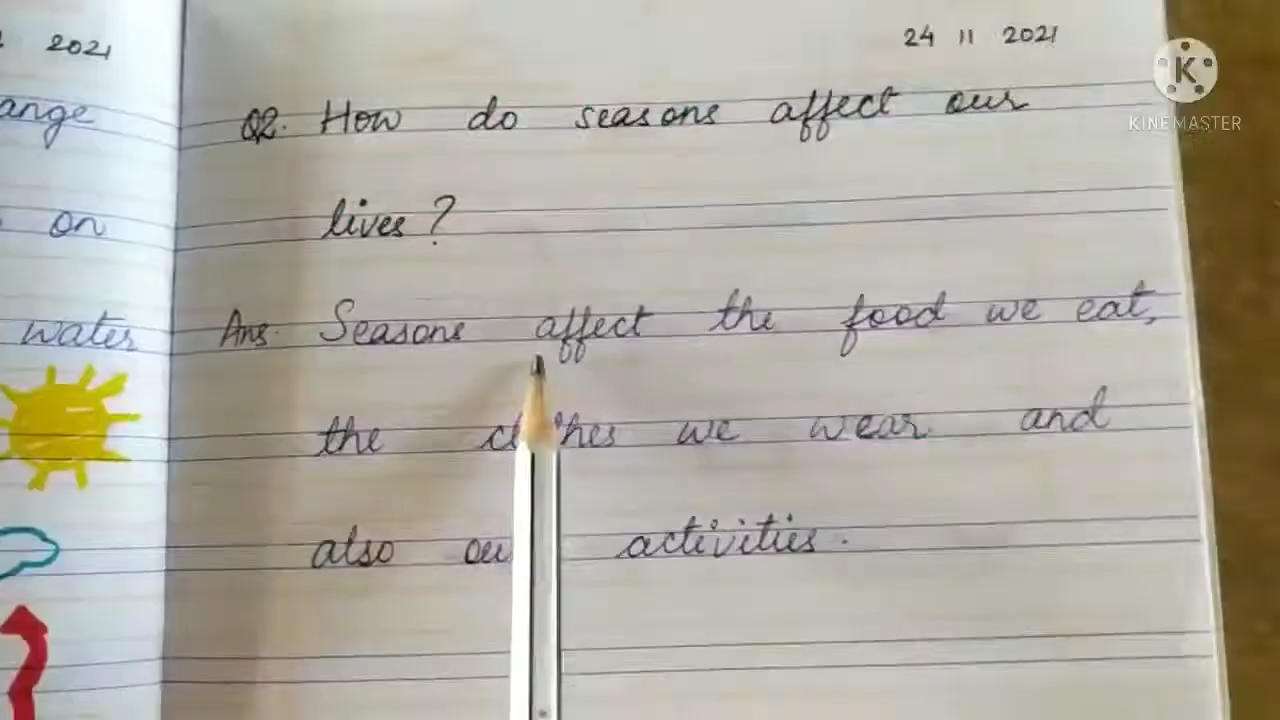 2021
ange
on
water
24 11 2021
Q2. How do seasons affect our
lives?
Ans. Seasons affect the food we eat,
the clothes we wear and
also our activities.
K
KINEMASTER